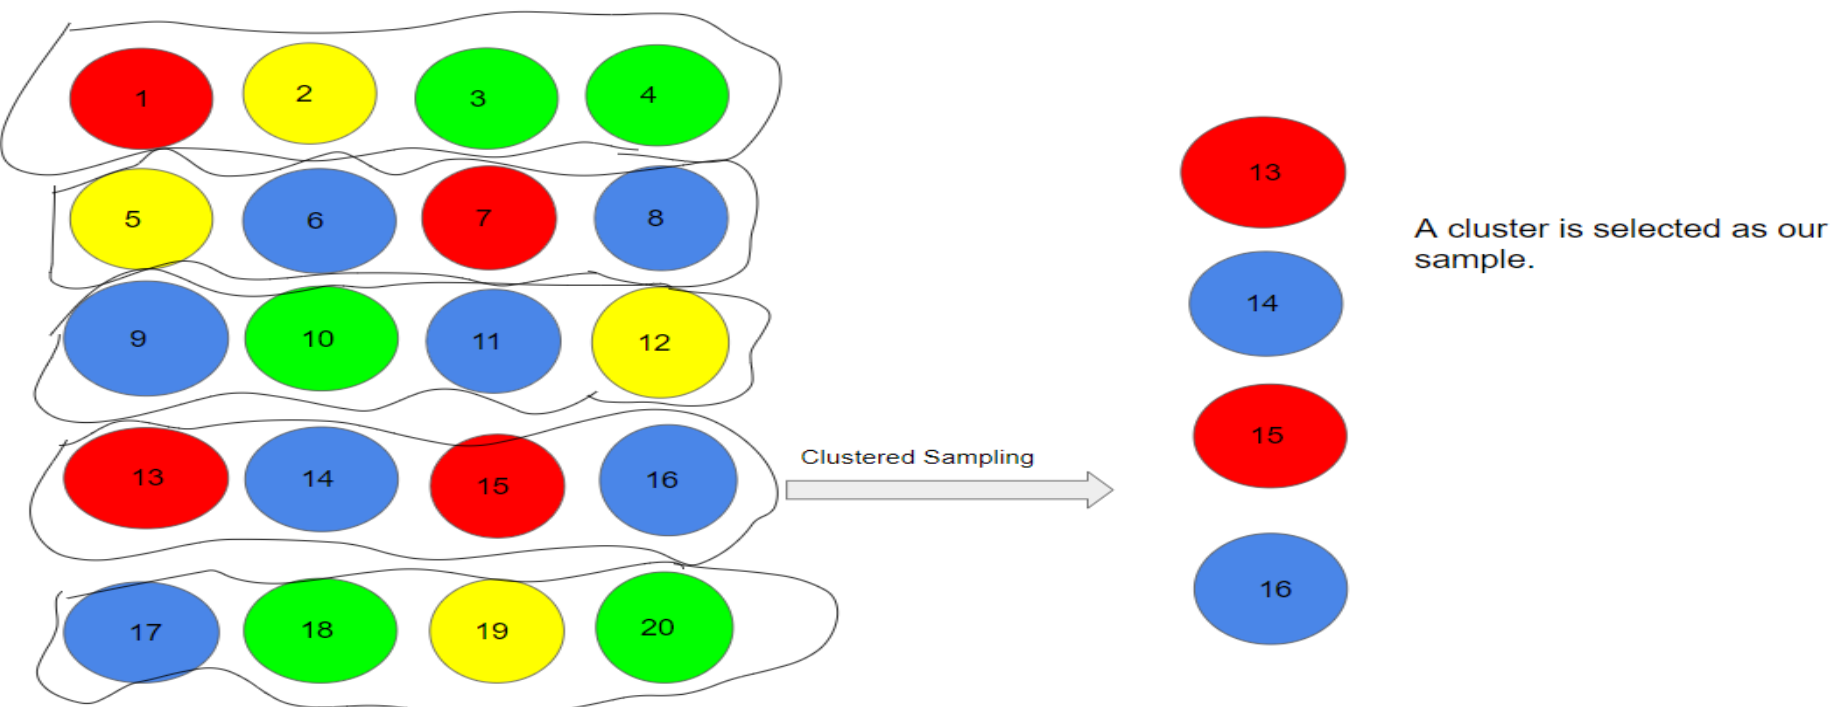 1 2 3 4
5 6 7 8
9 10 11 12
13 14 15 16
17 18 19 20
Clustered Sampling
13
14
15
16
A cluster is selected as our
sample.